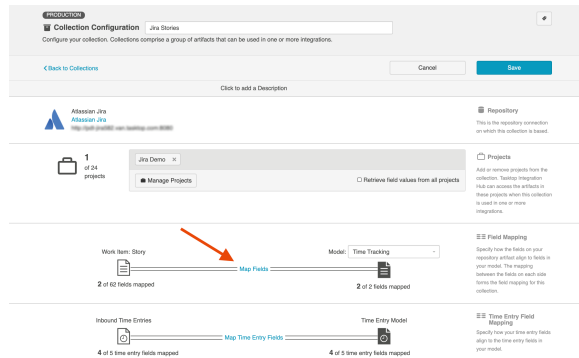 PRODUCTION
Collection Configuration Jira Stories
Configure your collection. Collections comprise a group of artifacts that can be used in one or more integrations.
Back to Collections
Cancel
Save
Click to add a Description
Atlassian Jira
Atlassian Jira
Repository
This is the repository connection
on which this collection is based.
1
of 24
projects
Jira Demo ×
Manage Projects
Retrieve field values from all projects
Projects
Add or remove projects from the
collection. Tasktop Integration
Hub can access the artifacts in
these projects when this collection
is used in one or more
integrations.
Work Item: Story
Model: Time Tracking
Map Fields
2 of 62 fields mapped
2 of 2 fields mapped
Field Mapping
Specify how the fields on your
repository artifact align to fields in
your model. The mapping
between the fields on each side
forms the field mapping for this
collection.
Inbound Time Entries
Time Entry Model
Map Time Entry Fields
4 of 5 time entry fields mapped
4 of 5 time entry fields mapped
Time Entry Field
Mapping
Specify how your time entry fields
align to the time entry fields in
your model.